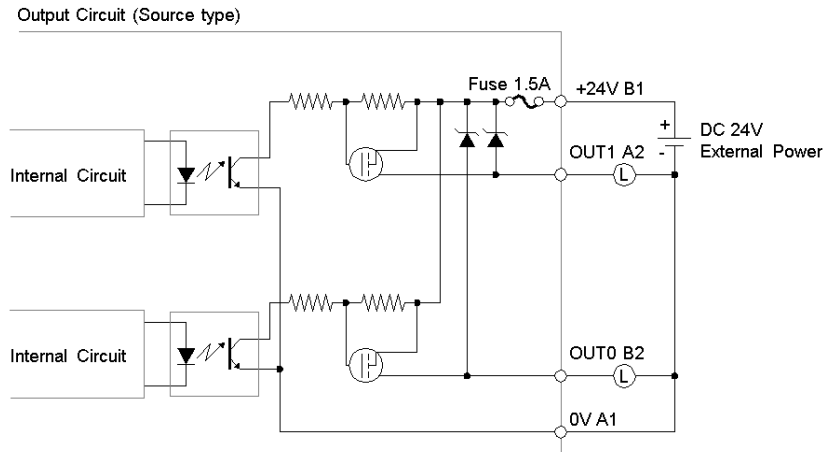 Output Circuit (Source type)
Fuse 1.5A
+24V B1
+
-
DC 24V
External Power
Internal Circuit
OUT1 A2
L
Internal Circuit
OUT0 B2
L
0V A1